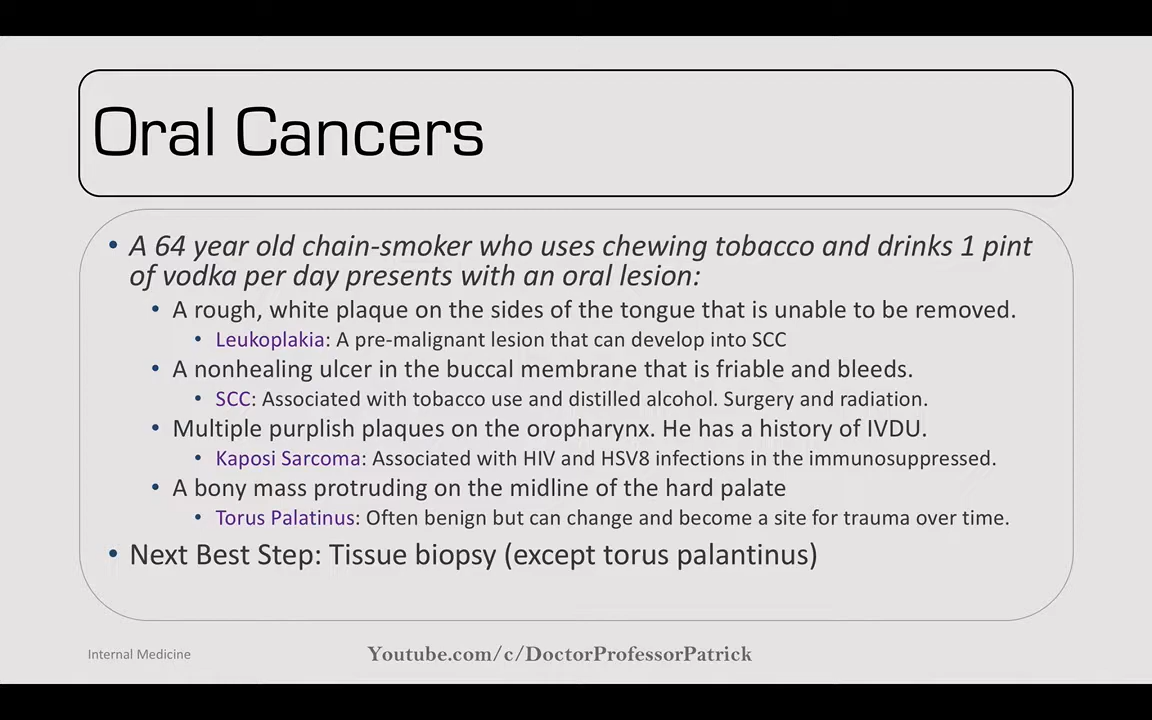 Oral Cancers
• A 64 year old chain-smoker who uses chewing tobacco and drinks 1 pint
of vodka per day presents with an oral lesion:
• A rough, white plaque on the sides of the tongue that is unable to be removed.
• Leukoplakia: A pre-malignant lesion that can develop into SCC
• A nonhealing ulcer in the buccal membrane that is friable and bleeds.
• SCC: Associated with tobacco use and distilled alcohol. Surgery and radiation.
• Multiple purplish plaques on the oropharynx. He has a history of IVDU.
• Kaposi Sarcoma: Associated with HIV and HSV8 infections in the immunosuppressed.
• A bony mass protruding on the midline of the hard palate
• Torus Palatinus: Often benign but can change and become a site for trauma over time.
• Next Best Step: Tissue biopsy (except torus palantinus)
Internal Medicine
Youtube.com/c/DoctorProfessorPatrick